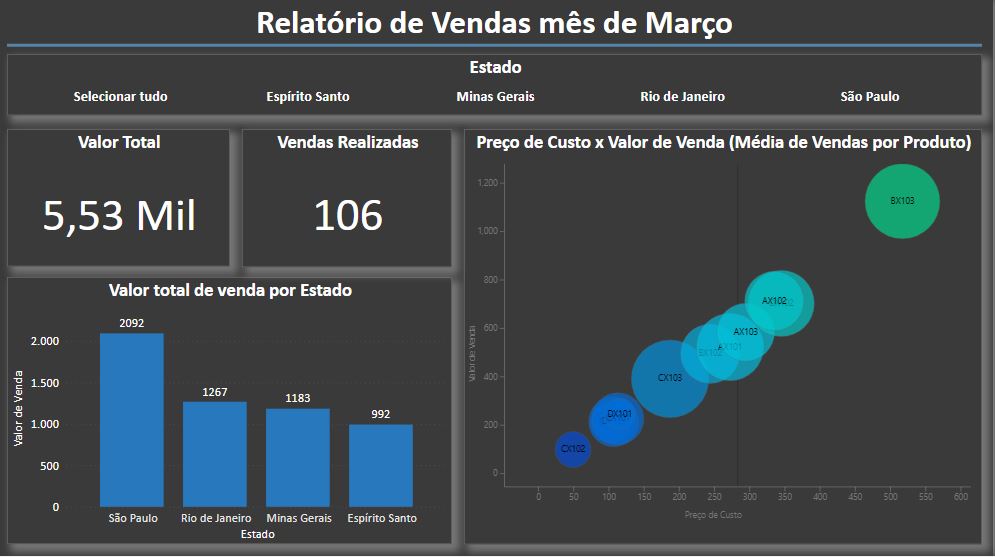 Relatório de Vendas mês de Março
Estado
Selecionar tudo
Espírito Santo
Minas Gerais
Rio de Janeiro
São Paulo
Valor Total
5,53 Mil
Vendas Realizadas
106
Valor total de venda por Estado
Valor de Venda
2.000
1.500
1.000
500
0
2092
1267
1183
992
São Paulo
Rio de Janeiro
Minas Gerais
Espírito Santo
Estado
Preço de Custo x Valor de Venda (Média de Vendas por Produto)
Valor de Venda
1,200
1,000
800
600
400
200
0
BX103
AX102
AX103
AX101
BX102
CX103
DX101
CX102
0
50
100
150
200
250
300
350
400
450
500
550
600
Preço de Custo